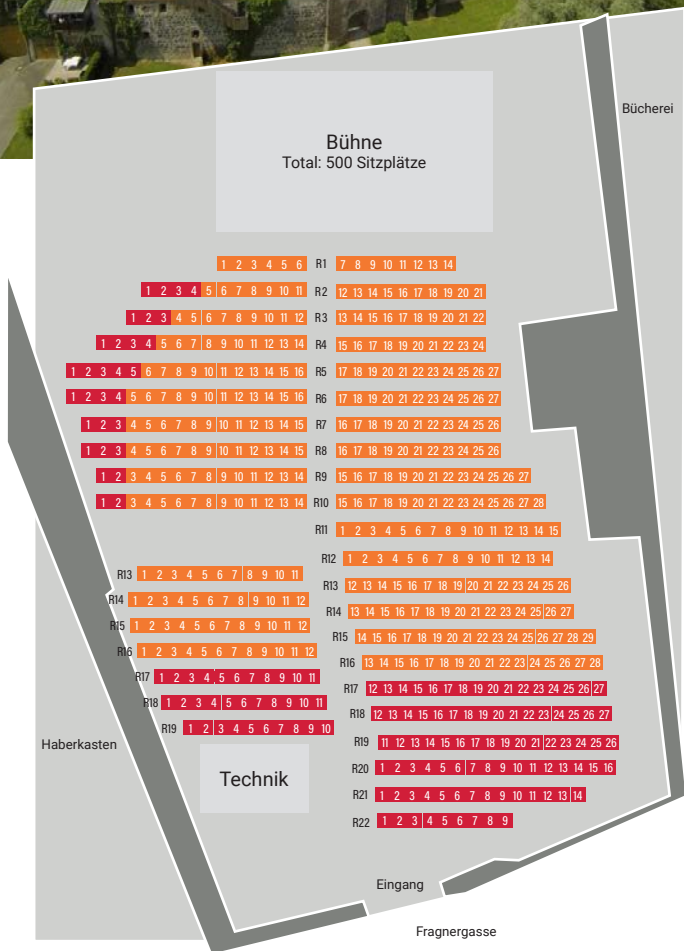 Bücherei
Bühne
Total: 500 Sitzplätze
1 2 3 4 5 6 R1 7 8 9 10 11 12 13 14
1 2 3 4 5 6 7 8 9 10 11 R2 12 13 14 15 16 17 18 19 20 21
1 2 3 4 5 6 7 8 9 10 11 12 R3 13 14 15 16 17 18 19 20 21 22
1 2 3 4 5 6 7 8 9 10 11 12 13 14 R4 15 16 17 18 19 20 21 22 23 24
1 2 3 4 5 6 7 8 9 10 11 12 13 14 15 16 R5 17 18 19 20 21 22 23 24 25 26 27
1 2 3 4 5 6 7 8 9 10 11 12 13 14 15 16 R6 17 18 19 20 21 22 23 24 25 26 27
1 2 3 4 5 6 7 8 9 10 11 12 13 14 15 R7 16 17 18 19 20 21 22 23 24 25 26
1 2 3 4 5 6 7 8 9 10 11 12 13 14 15 R8 16 17 18 19 20 21 22 23 24 25 26
1 2 3 4 5 6 7 8 9 10 11 12 13 14 R9 15 16 17 18 19 20 21 22 23 24 25 26 27
1 2 3 4 5 6 7 8 9 10 11 12 13 14 R10 15 16 17 18 19 20 21 22 23 24 25 26 27 28
R11 1 2 3 4 5 6 7 8 9 10 11 12 13 14 15
R12 1 2 3 4 5 6 7 8 9 10 11 12 13 14
R13 1 2 3 4 5 6 7 8 9 10 11 R13 12 13 14 15 16 17 18 19 20 21 22 23 24 25 26
R14 1 2 3 4 5 6 7 8 9 10 11 12 R14 13 14 15 16 17 18 19 20 21 22 23 24 25 26 27
R15 1 2 3 4 5 6 7 8 9 10 11 12 R15 14 15 16 17 18 19 20 21 22 23 24 25 26 27 28 29
R16 1 2 3 4 5 6 7 8 9 10 11 12 R16 13 14 15 16 17 18 19 20 21 22 23 24 25 26 27 28
R17 1 2 3 4 5 6 7 8 9 10 11 R17 12 13 14 15 16 17 18 19 20 21 22 23 24 25 26 27
R18 1 2 3 4 5 6 7 8 9 10 11 R18 12 13 14 15 16 17 18 19 20 21 22 23 24 25 26 27
R19 1 2 3 4 5 6 7 8 9 10 R19 11 12 13 14 15 16 17 18 19 20 21 22 23 24 25 26
Haberkasten
Technik
R20 1 2 3 4 5 6 7 8 9 10 11 12 13 14 15 16
R21 1 2 3 4 5 6 7 8 9 10 11 12 13 14
R22 1 2 3 4 5 6 7 8 9
Eingang
Fragnergasse